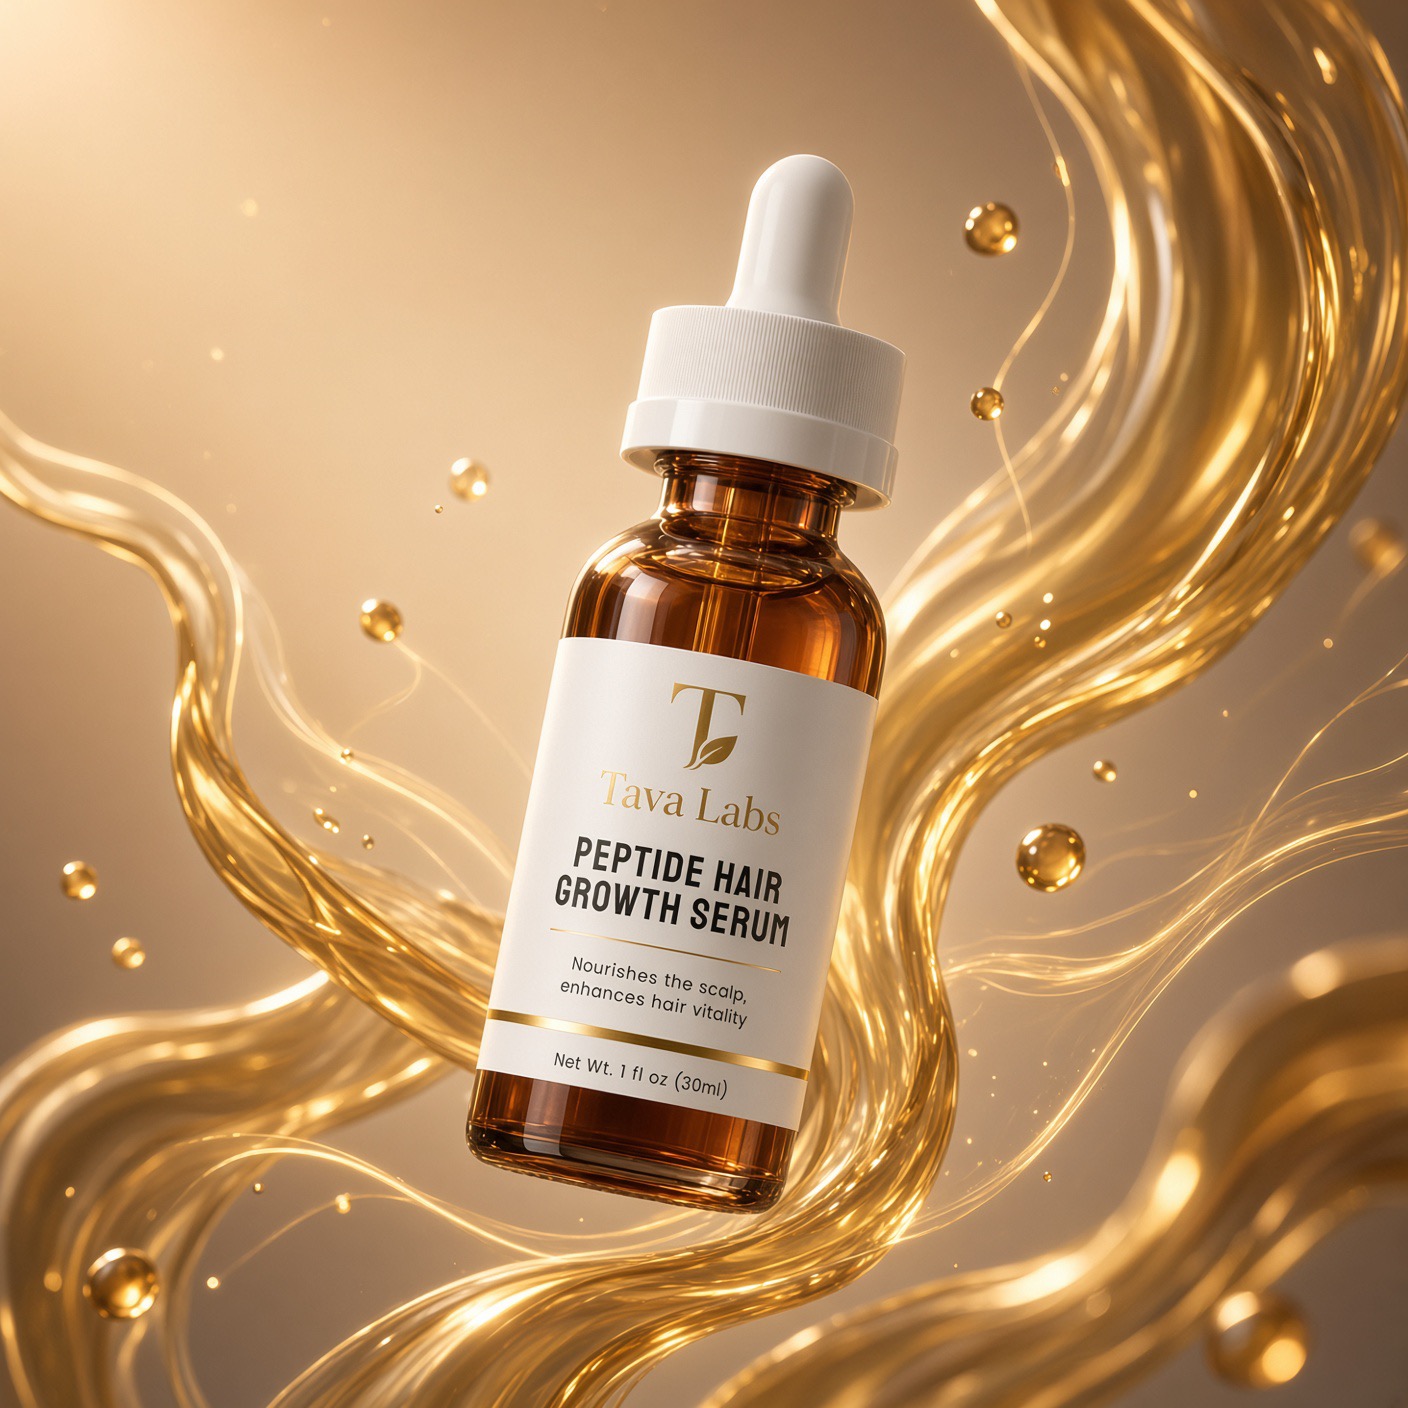 T
Tava Labs
PEPTIDE HAIR
GROWTH SERUM
Nourishes the scalp,
enhances hair vitality
Net Wt. 1 fl oz (30ml)